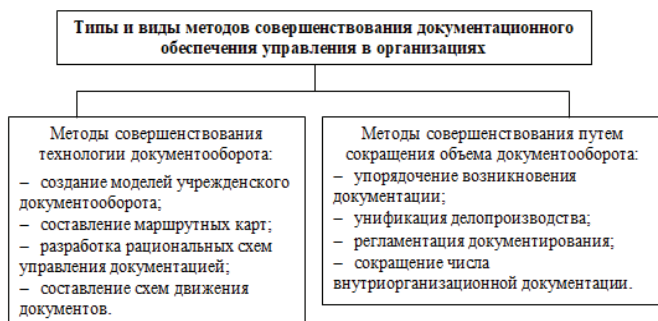 Типы и виды методов совершенствования документационного
обеспечения управления в организациях
Методы совершенствования
технологии документооборота:
– создание моделей учрежденского
документооборота;
– составление маршрутных карт;
– разработка рациональных схем
управления документацией;
– составление схем движения
документов.
Методы совершенствования путем
сокращения объема документооборота:
– упорядочение возникновения
документации;
– унификация делопроизводства;
– регламентация документирования;
– сокращение числа
внутриорганизационной документации.